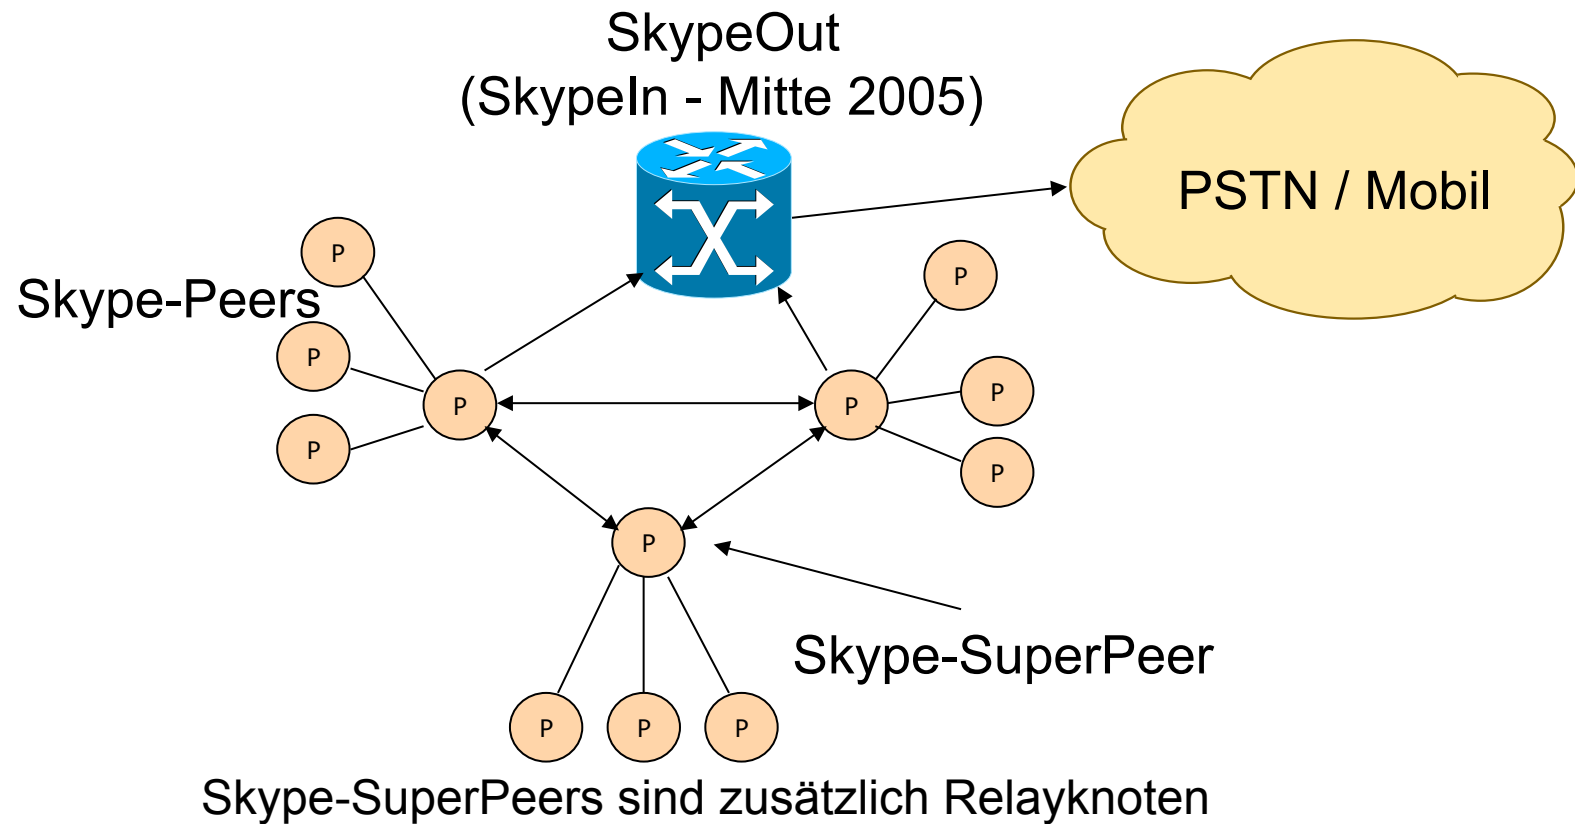 SkypeOut
(SkypeIn - Mitte 2005)
PSTN / Mobil
P
P
Skype-Peers
P
P
P
P
P
P
P
P
Skype-SuperPeer
P
P
P
Skype-SuperPeers sind zusätzlich Relayknoten